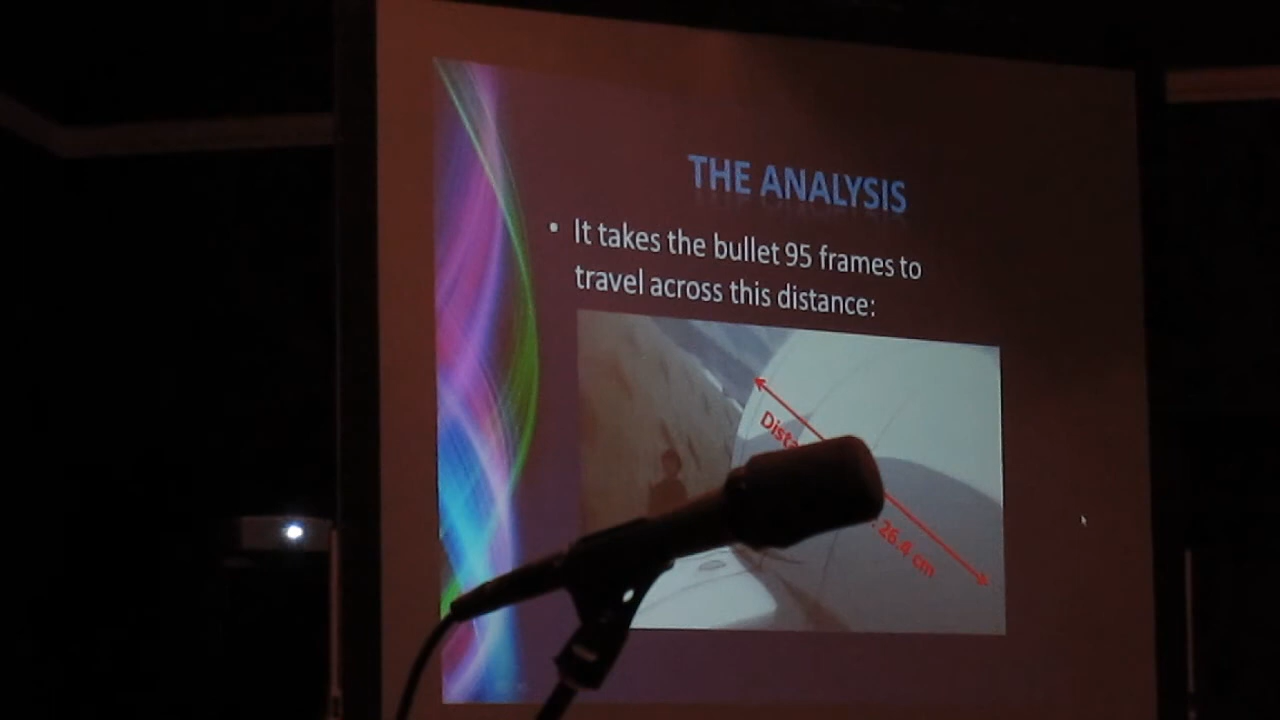 THE ANALYSIS
• It takes the bullet 95 frames to
travel across this distance:
: 26.4 cm